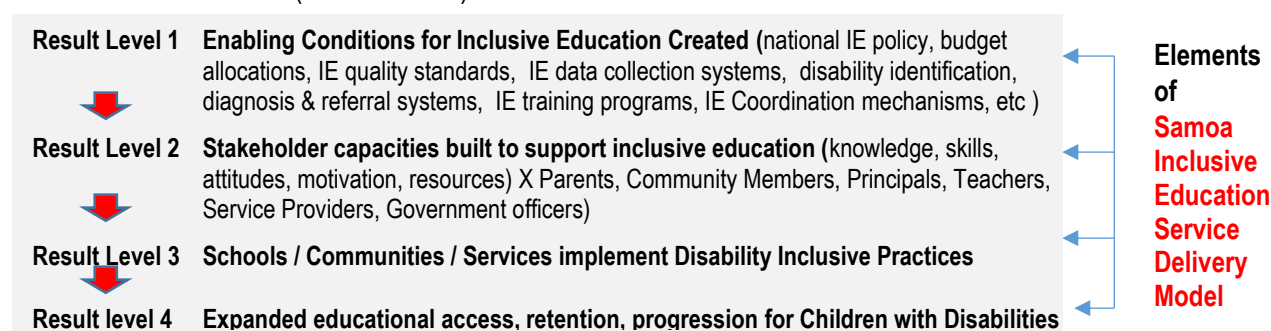 Result Level 1 Enabling Conditions for Inclusive Education Created (national IE policy, budget
allocations, IE quality standards, IE data collection systems, disability identification,
diagnosis & referral systems, IE training programs, IE Coordination mechanisms, etc )
Result Level 2 Stakeholder capacities built to support inclusive education (knowledge, skills,
attitudes, motivation, resources) X Parents, Community Members, Principals, Teachers,
Service Providers, Government officers)
Result Level 3 Schools / Communities / Services implement Disability Inclusive Practices
Result level 4 Expanded educational access, retention, progression for Children with Disabilities
Elements
of
Samoa
Inclusive
Education
Service
Delivery
Model